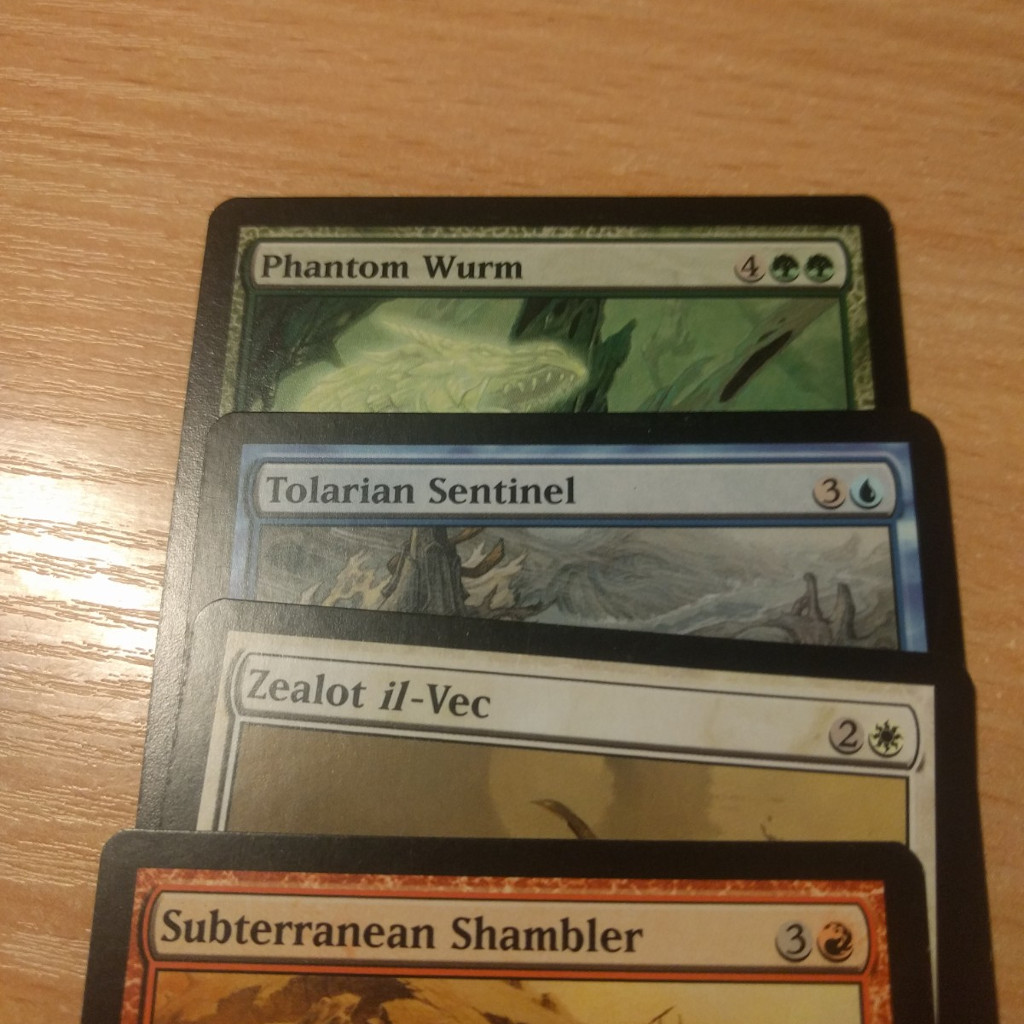 Phantom Wurm 4
Tolarian Sentinel 3
Zealot il-Vec 2
Subterranean Shambler 3